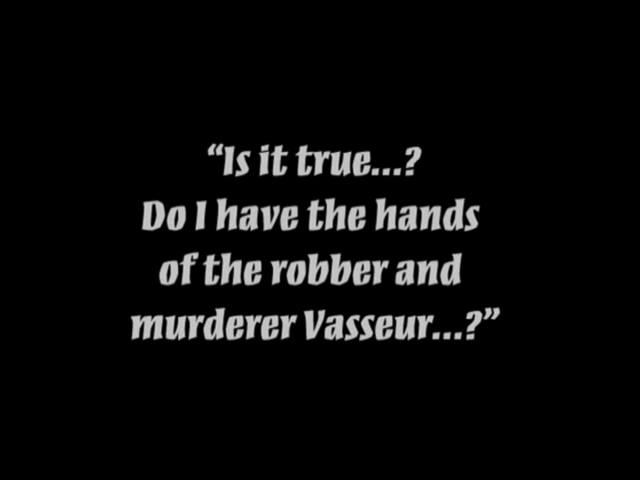 “Is it true...?
Do I have the hands
of the robber and
murderer Vasseur...?”